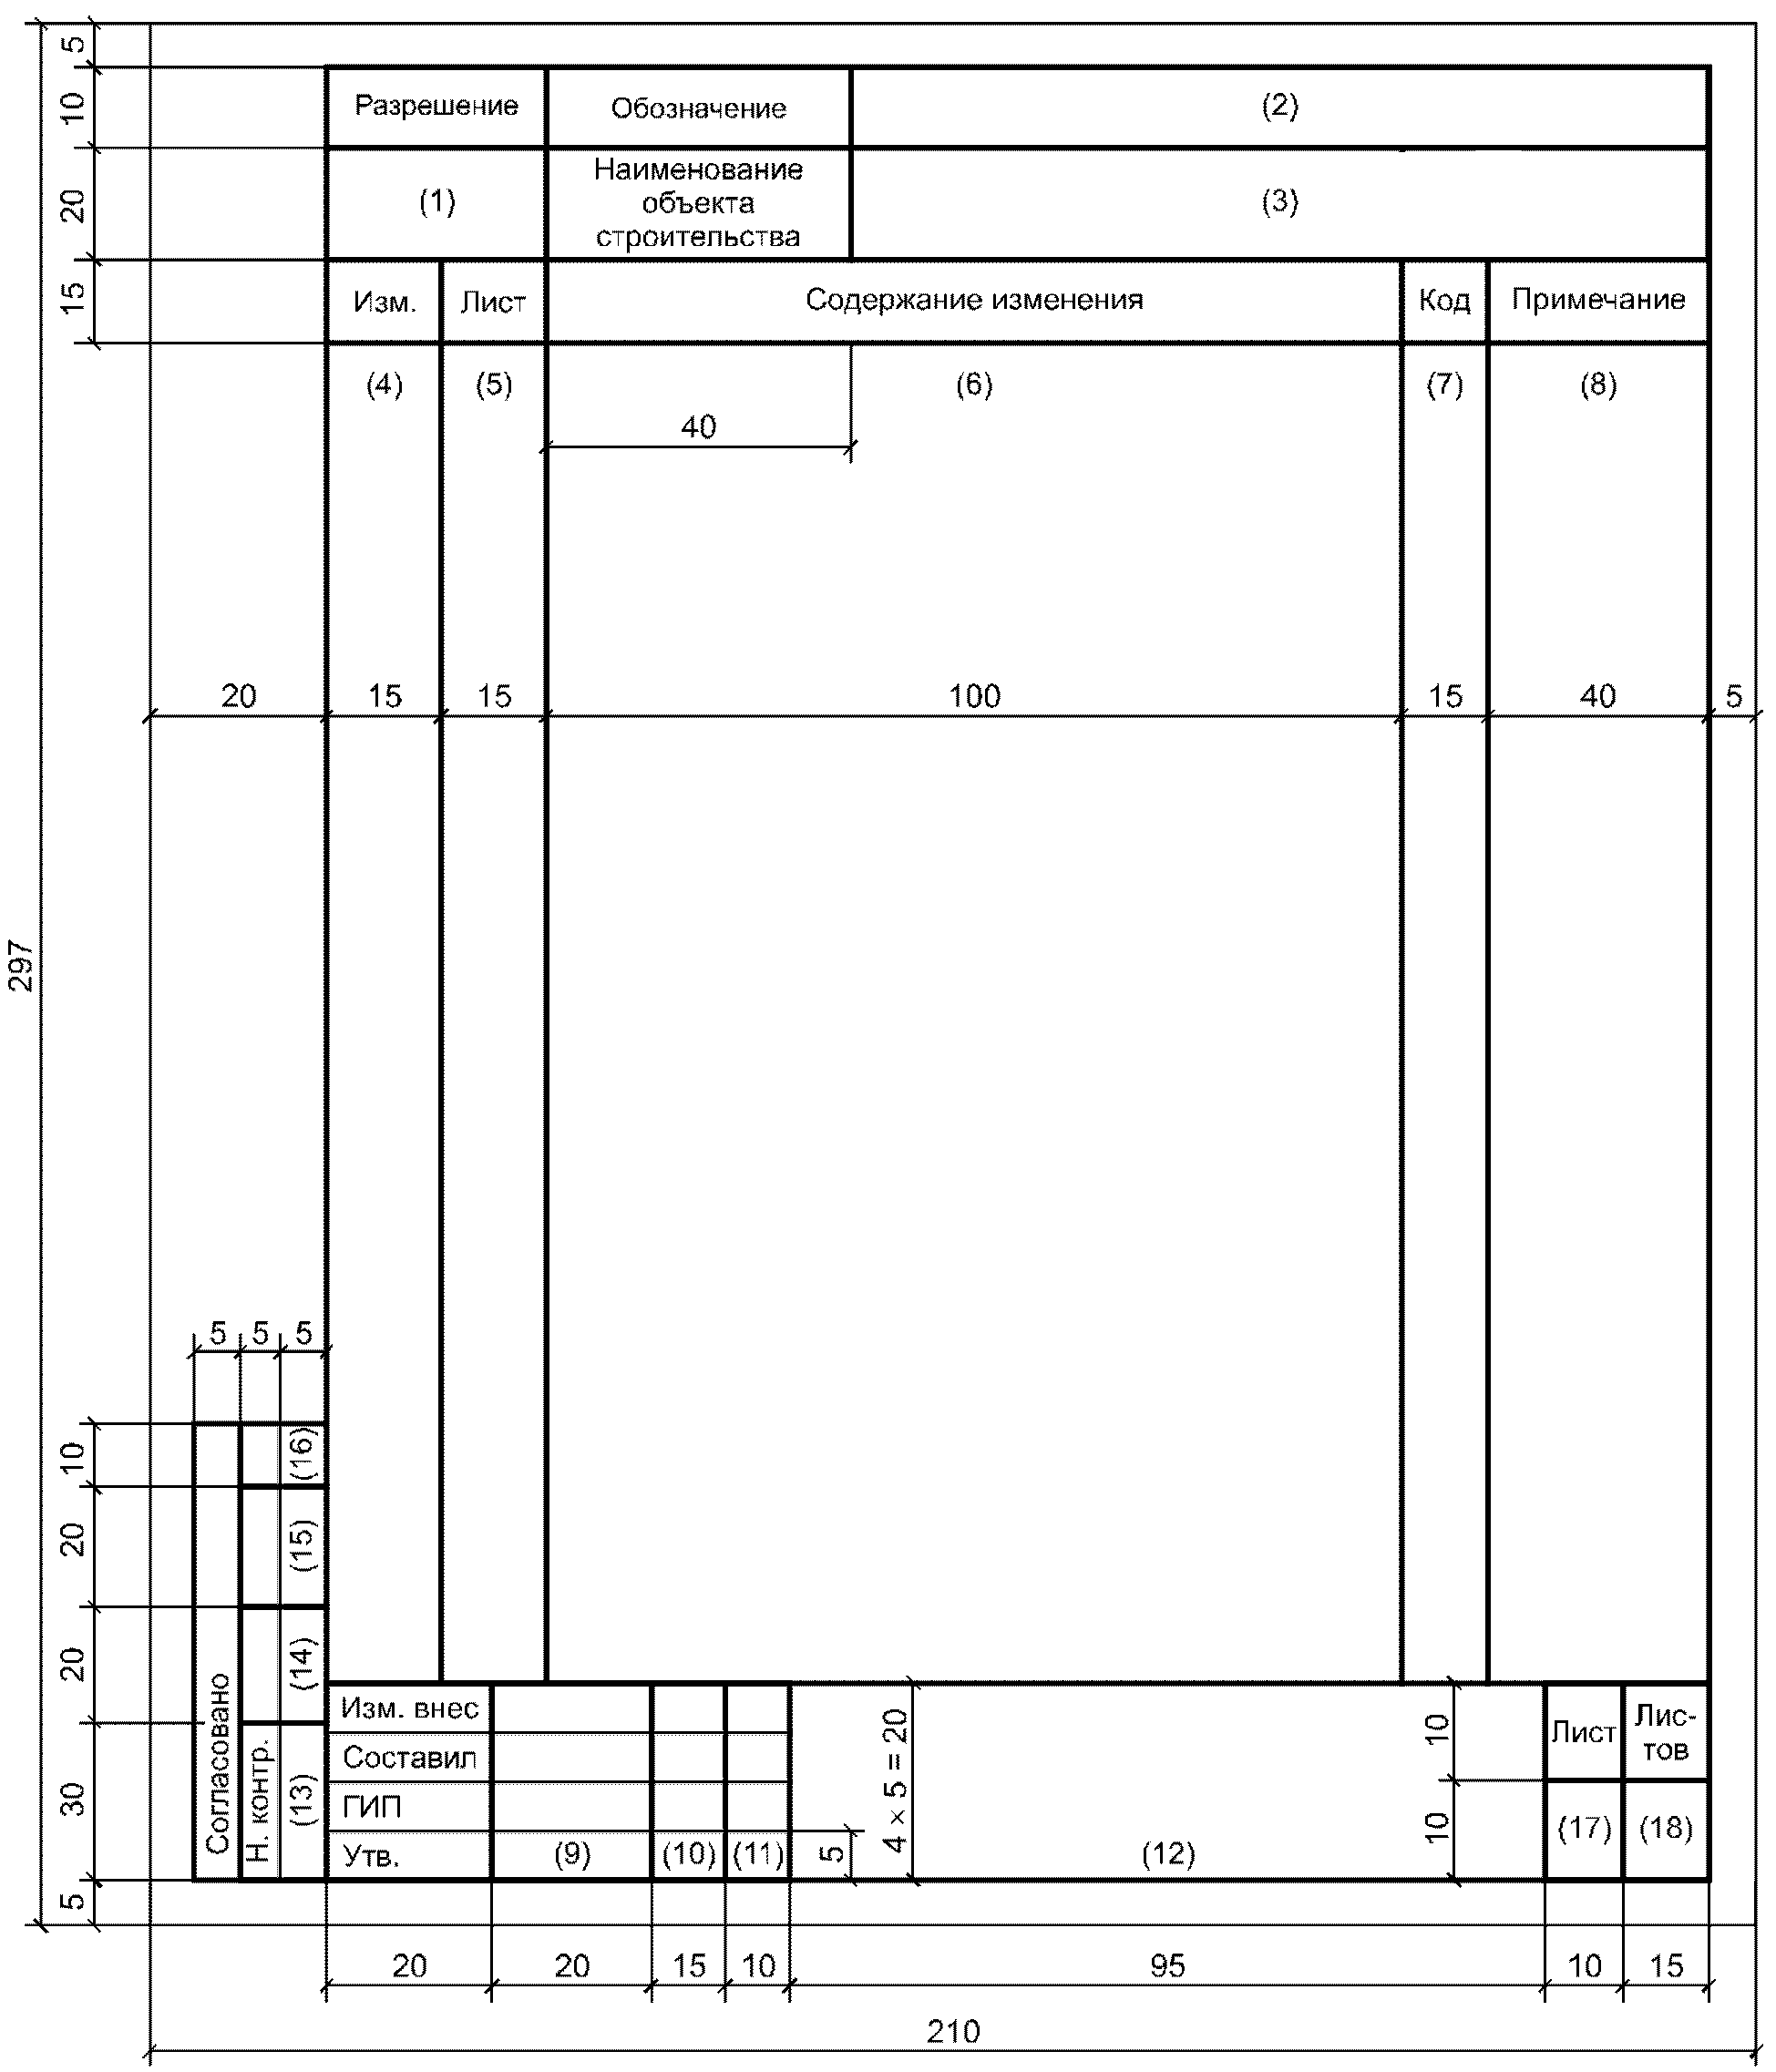 5
10
Разрешение
Обозначение
(2)
20
(1)
Наименование
объекта
строительства
(3)
15
Изм.
Лист
Содержание изменения
Код
Примечание
(4)
(5)
(6)
(7)
(8)
40
20
15
15
100
15
40
5
297
5
5
5
10
(16)
20
(15)
20
(14)
30
(13)
Согласовано
Н. контр.
5
Изм. внес
Составил
ГИП
Утв.
(9)
(10)
(11)
5
4 × 5 = 20
(12)
10
10
Лист
Лис-
тов
(17)
(18)
20
20
15
10
95
10
15
210